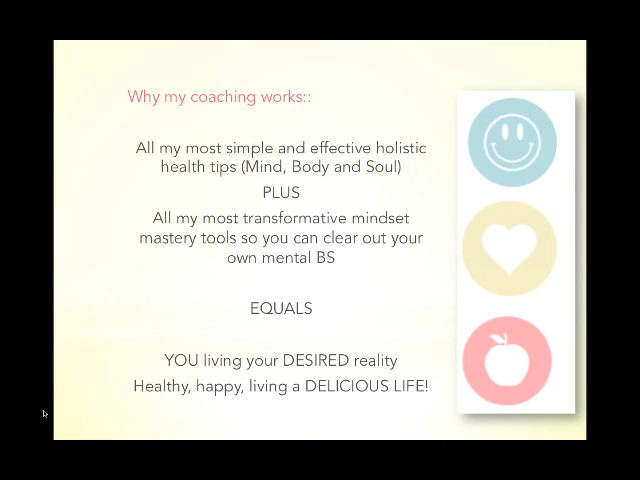 Why my coaching works::
All my most simple and effective holistic
health tips (Mind, Body and Soul)
PLUS
All my most transformative mindset
mastery tools so you can clear out your
own mental BS
EQUALS
YOU living your DESIRED reality
Healthy, happy, living a DELICIOUS LIFE!